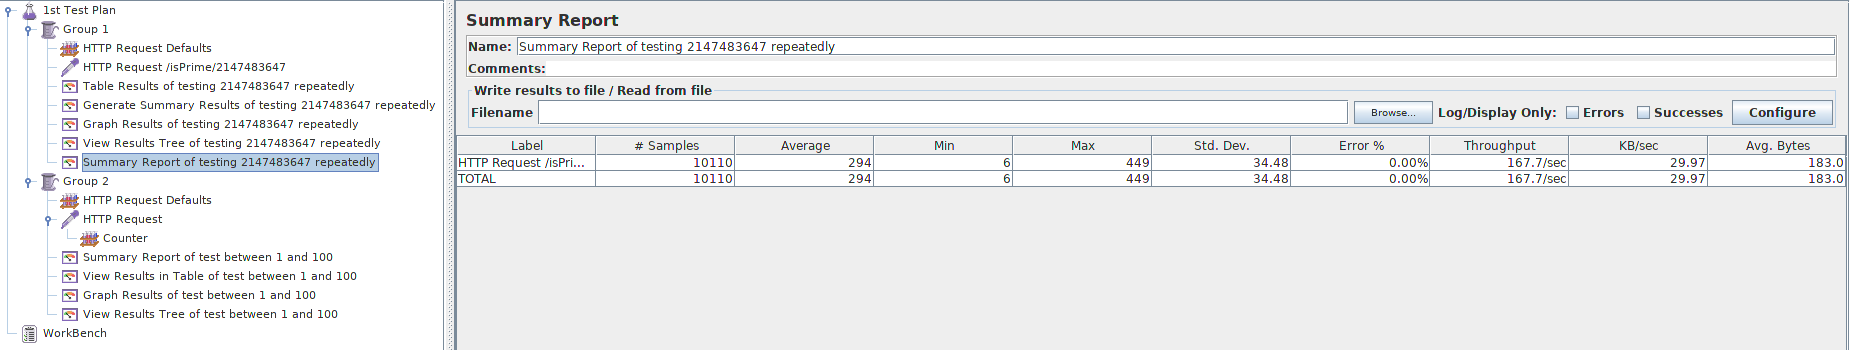 1st Test Plan
Group 1
HTTP Request Defaults
HTTP Request /isPrime/2147483647
Table Results of testing 2147483647 repeatedly
Generate Summary Results of testing 2147483647 repeatedly
Graph Results of testing 2147483647 repeatedly
View Results Tree of testing 2147483647 repeatedly
Summary Report of testing 2147483647 repeatedly
Group 2
HTTP Request Defaults
HTTP Request
Counter
Summary Report of test between 1 and 100
View Results in Table of test between 1 and 100
Graph Results of test between 1 and 100
View Results Tree of test between 1 and 100
WorkBench
Summary Report
Name: Summary Report of testing 2147483647 repeatedly
Comments:
Write results to file / Read from file
Filename Browse... Log/Display Only: Errors Successes Configure
Label # Samples Average Min Max Std. Dev. Error % Throughput KB/sec Avg. Bytes
HTTP Request /isPri... 10110 294 6 449 34.48 0.00% 167.7/sec 29.97 183.0
TOTAL 10110 294 6 449 34.48 0.00% 167.7/sec 29.97 183.0